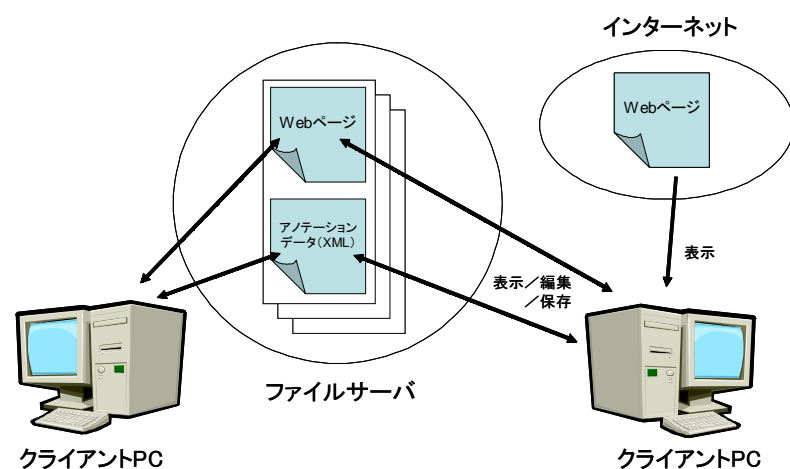 インターネット
Webページ
Webページ
アノテーション
データ(XML)
表示
表示／編集
／保存
ファイルサーバ
クライアントPC
クライアントPC